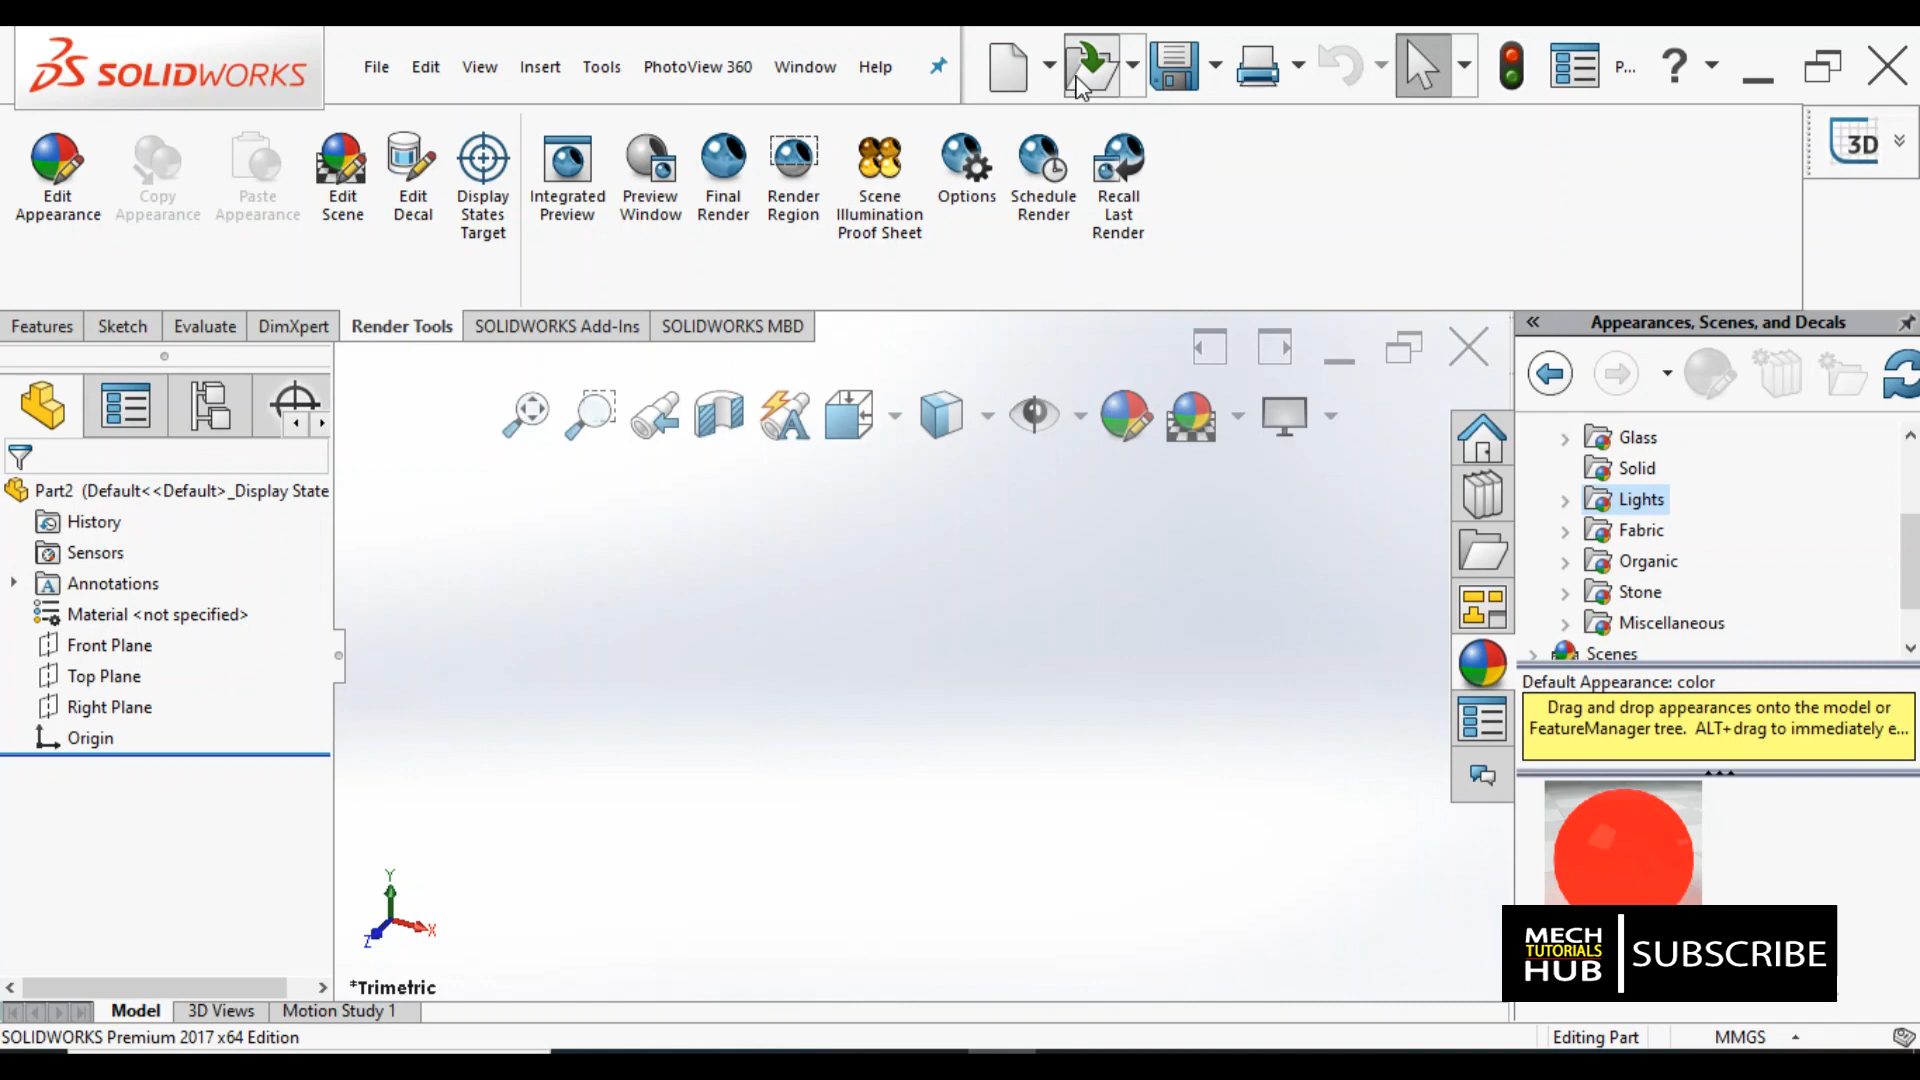 SOLIDWORKS
File Edit View Insert Tools PhotoView 360 Window Help
P... ?
Edit Appearance
Copy Appearance
Paste Appearance
Edit Scene
Edit Decal
Display States Target
Integrated Preview
Preview Window
Final Render
Render Region
Scene Illumination Proof Sheet
Options
Schedule Render
Recall Last Render
3D
Features Sketch Evaluate DimXpert Render Tools SOLIDWORKS Add-Ins SOLIDWORKS MBD
Appearances, Scenes, and Decals
Part2 (Default<<Default>_Display State
History
Sensors
Annotations
Material <not specified>
Front Plane
Top Plane
Right Plane
Origin
Glass
Solid
Lights
Fabric
Organic
Stone
Miscellaneous
Scenes
Default Appearance: color
Drag and drop appearances onto the model or
FeatureManager tree. ALT+drag to immediately e...
Y
X
Z
*Trimetric
MECH
TUTORIALS
HUB
SUBSCRIBE
Model 3D Views Motion Study 1
SOLIDWORKS Premium 2017 x64 Edition
Editing Part MMGS